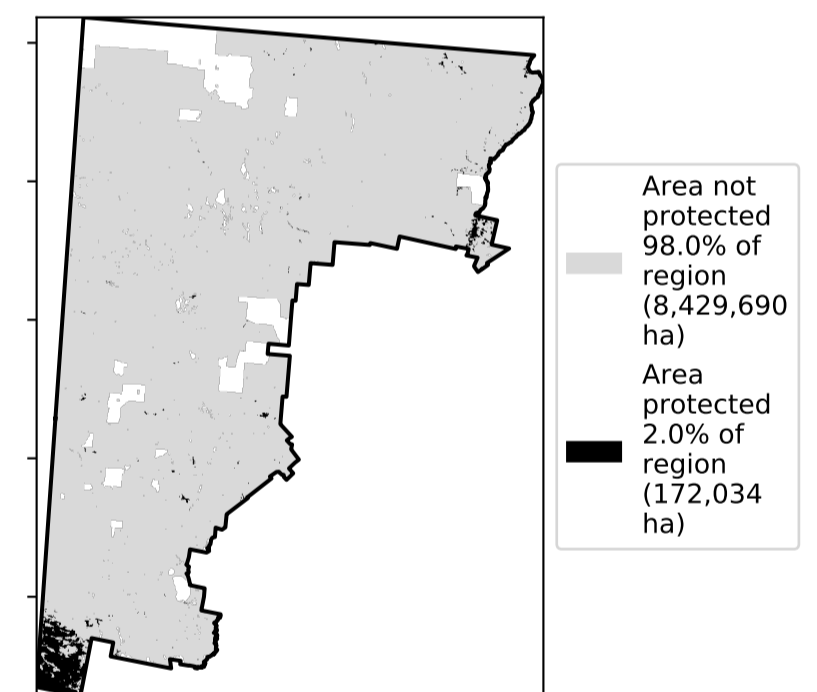 Area not
protected
98.0% of
region
(8,429,690
ha)
Area
protected
2.0% of
region
(172,034
ha)